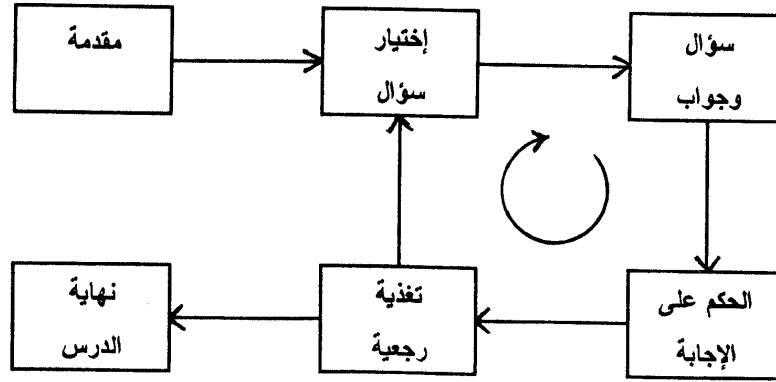 مقدمة
إختيار
سؤال
سؤال
وجواب
الحكم على
الإجابة
تغذية
رجعية
نهاية
الدرس